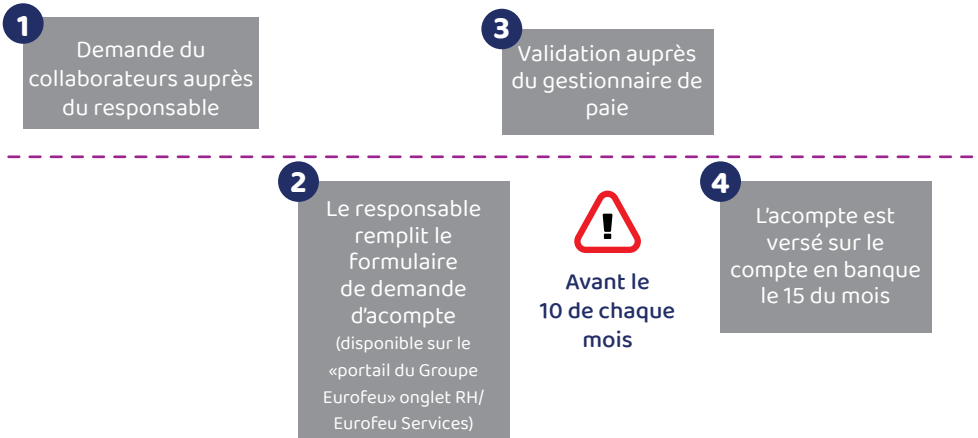 1
Demande du
collaborateurs auprès
du responsable
2
Le responsable
remplit le
formulaire
de demande
d'acompte
(disponible sur le
«portail du Groupe
Eurofeu» onglet RH/
Eurofeu Services)
3
Validation auprès
du gestionnaire de
paie
!
Avant le
10 de chaque
mois
4
L'acompte est
versé sur le
compte en banque
le 15 du mois